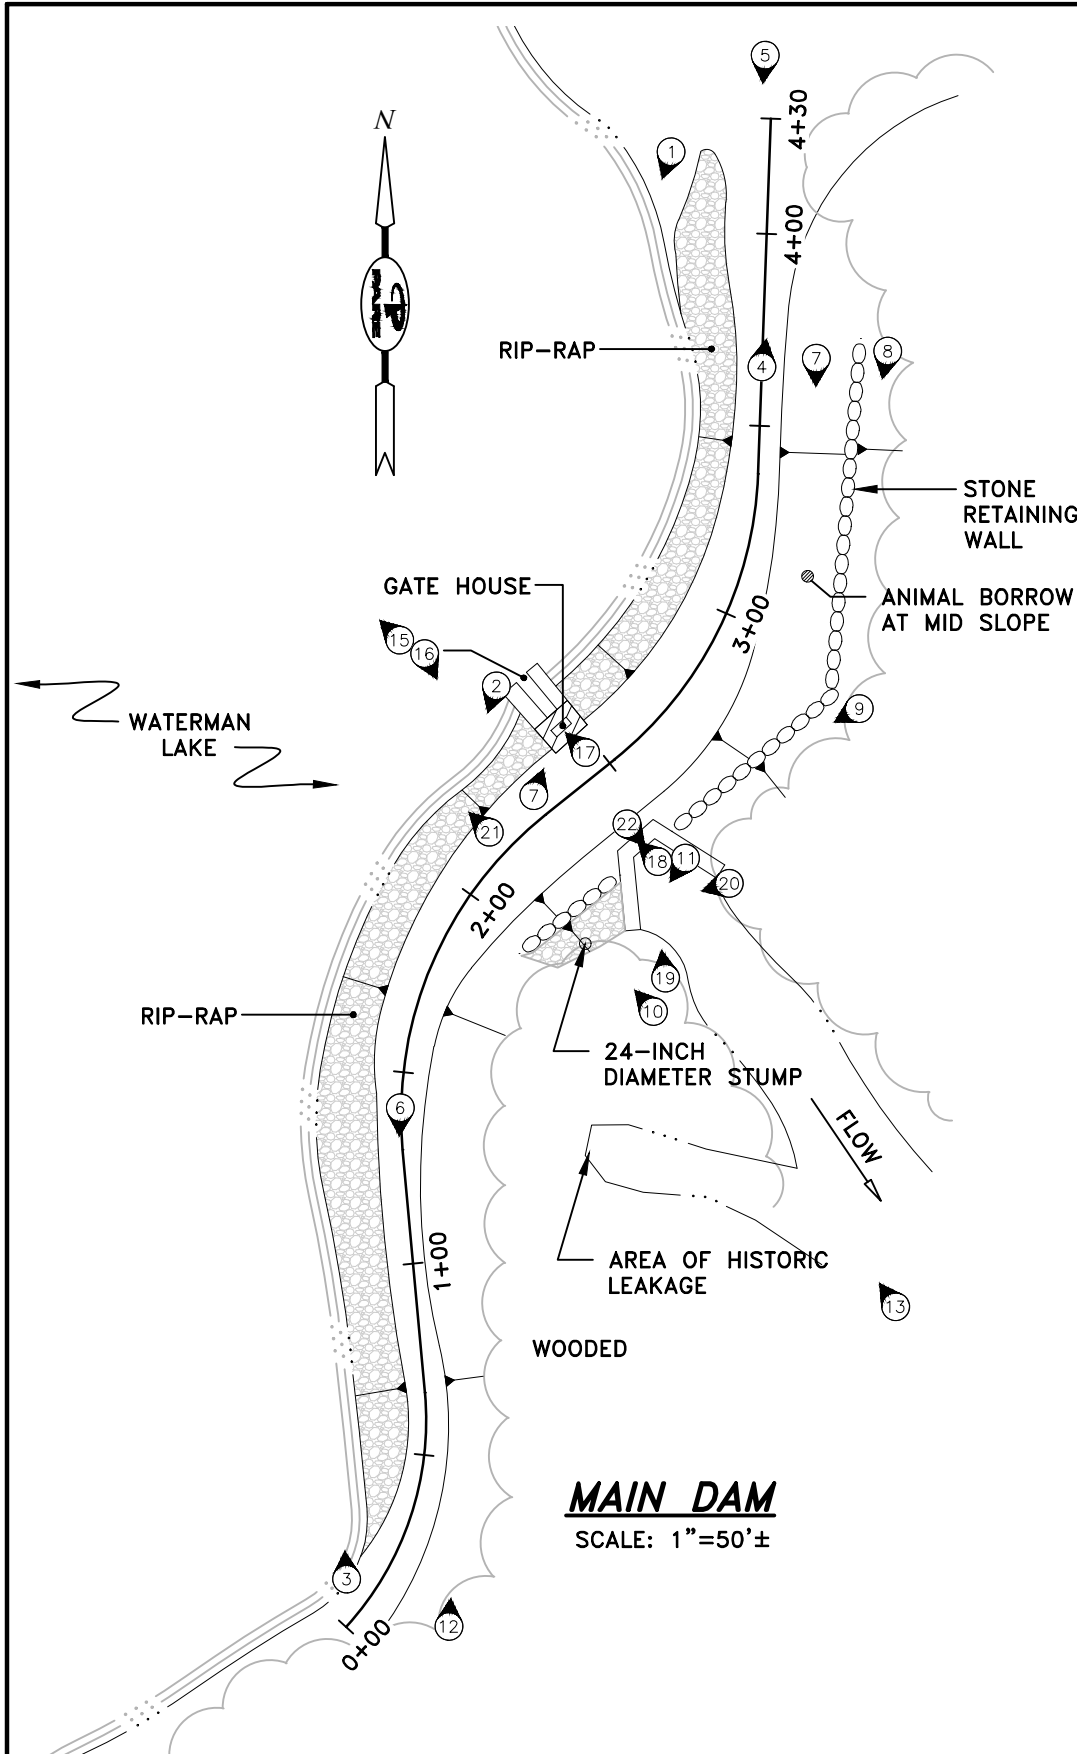 5
N
4+30
1
4+00
RIP-RAP
4
7
8
STONE
RETAINING
WALL
GATE HOUSE
ANIMAL BORROW
AT MID SLOPE
3+00
15
16
2
9
WATERMAN
LAKE
17
7
21
22
18
11
20
2+00
19
10
RIP-RAP
24-INCH
DIAMETER STUMP
6
FLOW
1+00
AREA OF HISTORIC
LEAKAGE
13
WOODED
MAIN DAM
SCALE: 1"=50'±
3
12
0+00